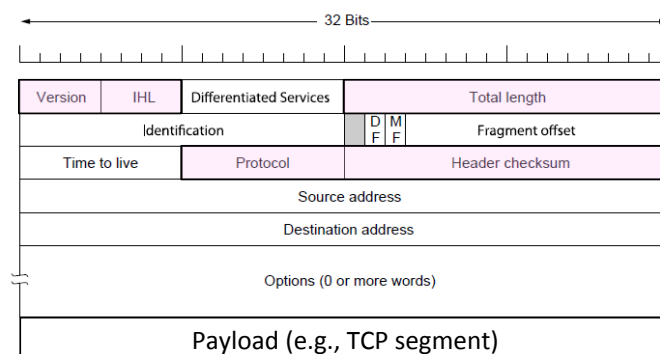 32 Bits
Version IHL Differentiated Services Total length
Identification D F M F Fragment offset
Time to live Protocol Header checksum
Source address
Destination address
Options (0 or more words)
Payload (e.g., TCP segment)